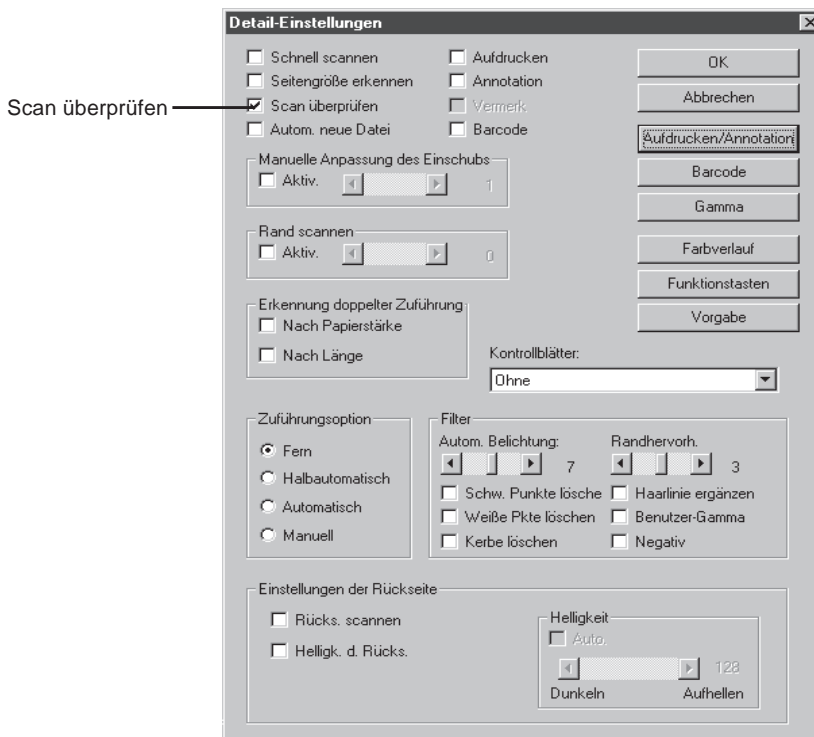 Detail-Einstellungen
Schnell scannen
Aufdrucken
OK
Seitengröße erkennen
Annotation
Scan überprüfen
Scan überprüfen
Vermerk
Abbrechen
Autom. neue Datei
Barcode
Aufdrucken/Annotation
Manuelle Anpassung des Einschubs
Aktiv. 1
Barcode
Gamma
Rand scannen
Aktiv. 0
Farbverlauf
Funktionstasten
Erkennung doppelter Zuführung
Vorgabe
Nach Papierstärke
Nach Länge
Kontrollblätter:
Ohne
Zuführungsoption
Fern
Halbautomatisch
Automatisch
Manuell
Filter
Autom. Belichtung:
7
Randhervorh.
3
Schw. Punkte lösche
Haarlinie ergänzen
Weiße Pkte löschen
Benutzer-Gamma
Kerbe löschen
Negativ
Einstellungen der Rückseite
Rücks. scannen
Helligk. d. Rücks.
Helligkeit
Auto.
128
Dunkeln
Aufhellen